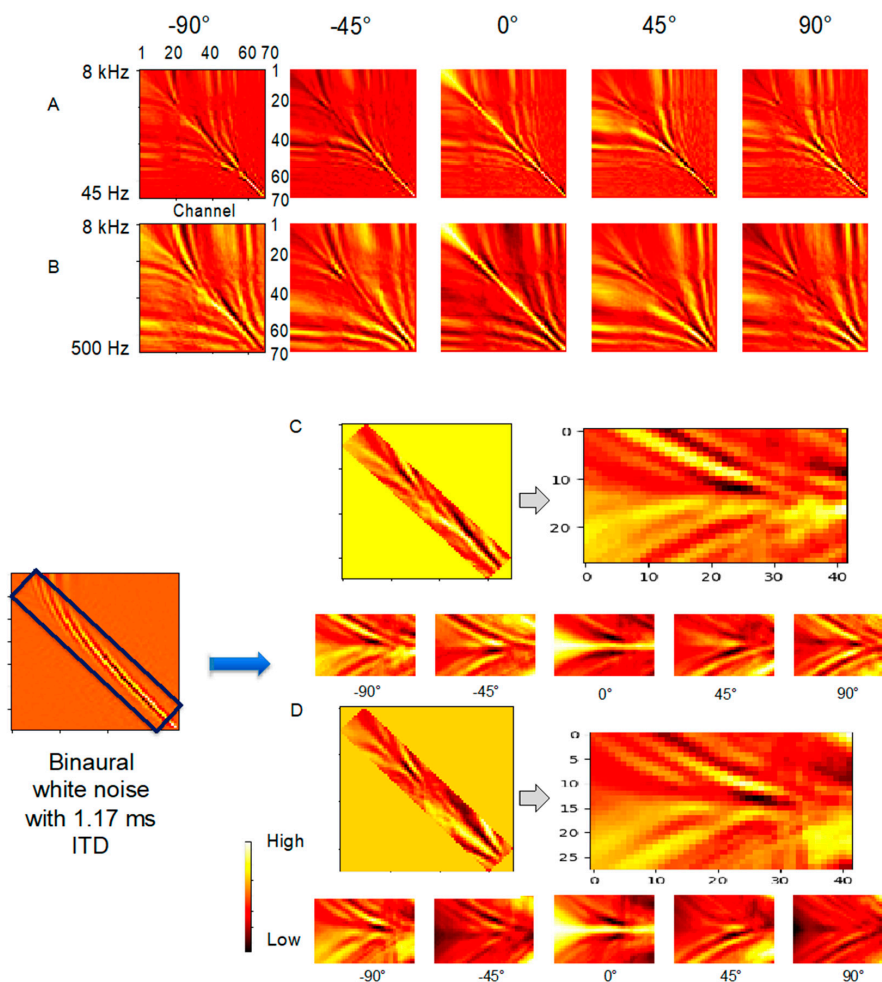 -90° -45° 0° 45° 90°
1 20 40 60 70
8 kHz 1
A 20
40
60
45 Hz 70
Channel
8 kHz 1
B 20
40
60
500 Hz 70
C
0
10
20
0 10 20 30 40
-90° -45° 0° 45° 90°
D
0
5
10
15
20
25
0 10 20 30 40
Binaural
white noise
with 1.17 ms
ITD
High
Low
-90° -45° 0° 45° 90°